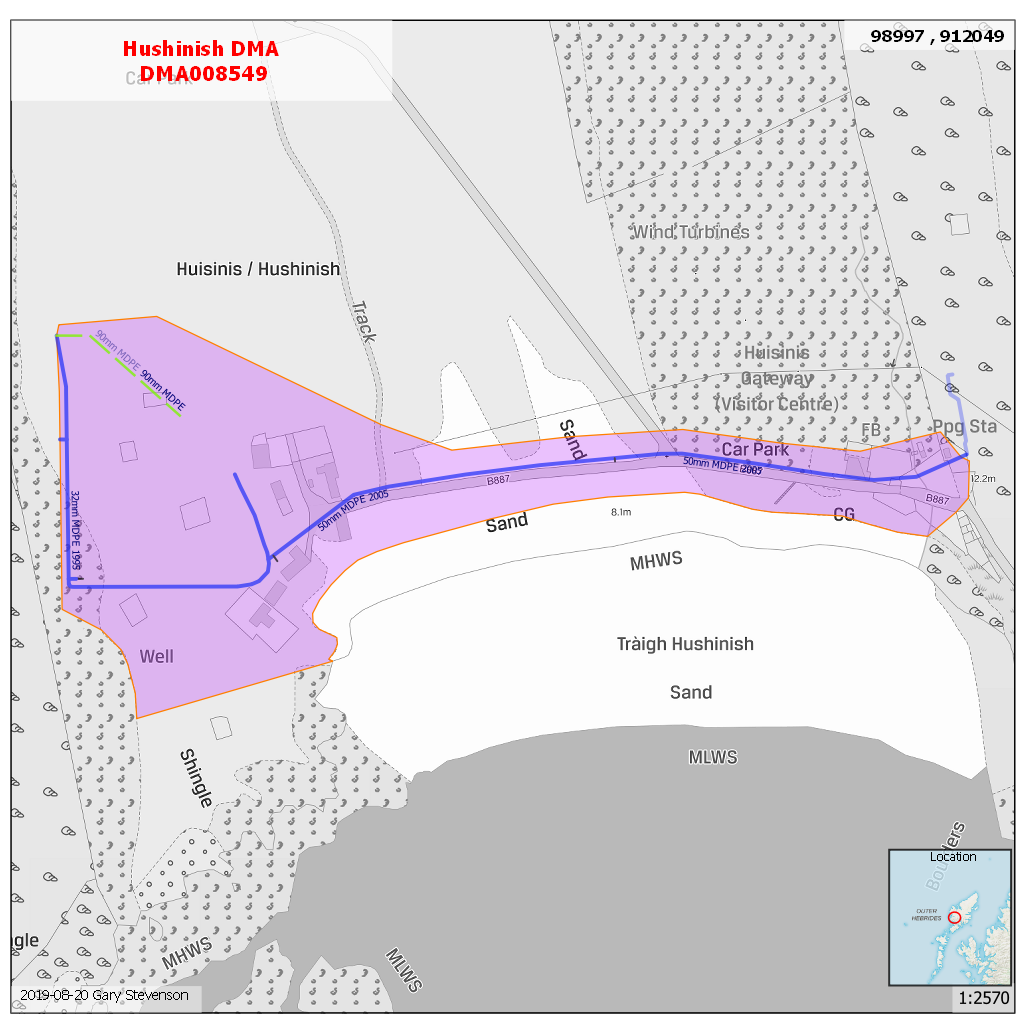 Hushinish DMA
DMA008549
98997 , 912049
Car Park
Wind Turbines
Huisinis / Hushinish
Track
90mm MDPE
90mm MDPE
Huisinis
Gateway
(Visitor Centre)
FB
Ppg Sta
Sand
Car Park
50mm MDPE 2005
B887
12.2m
B887
50mm MDPE 2005
32mm MDPE 1995
8.1m
CG
Sand
MHWS
Tràigh Hushinish
Well
Sand
MLWS
Shingle
Location
OUTER
HEBRIDES
MHWS
MLWS
2019-08-20 Gary Stevenson
1:2570